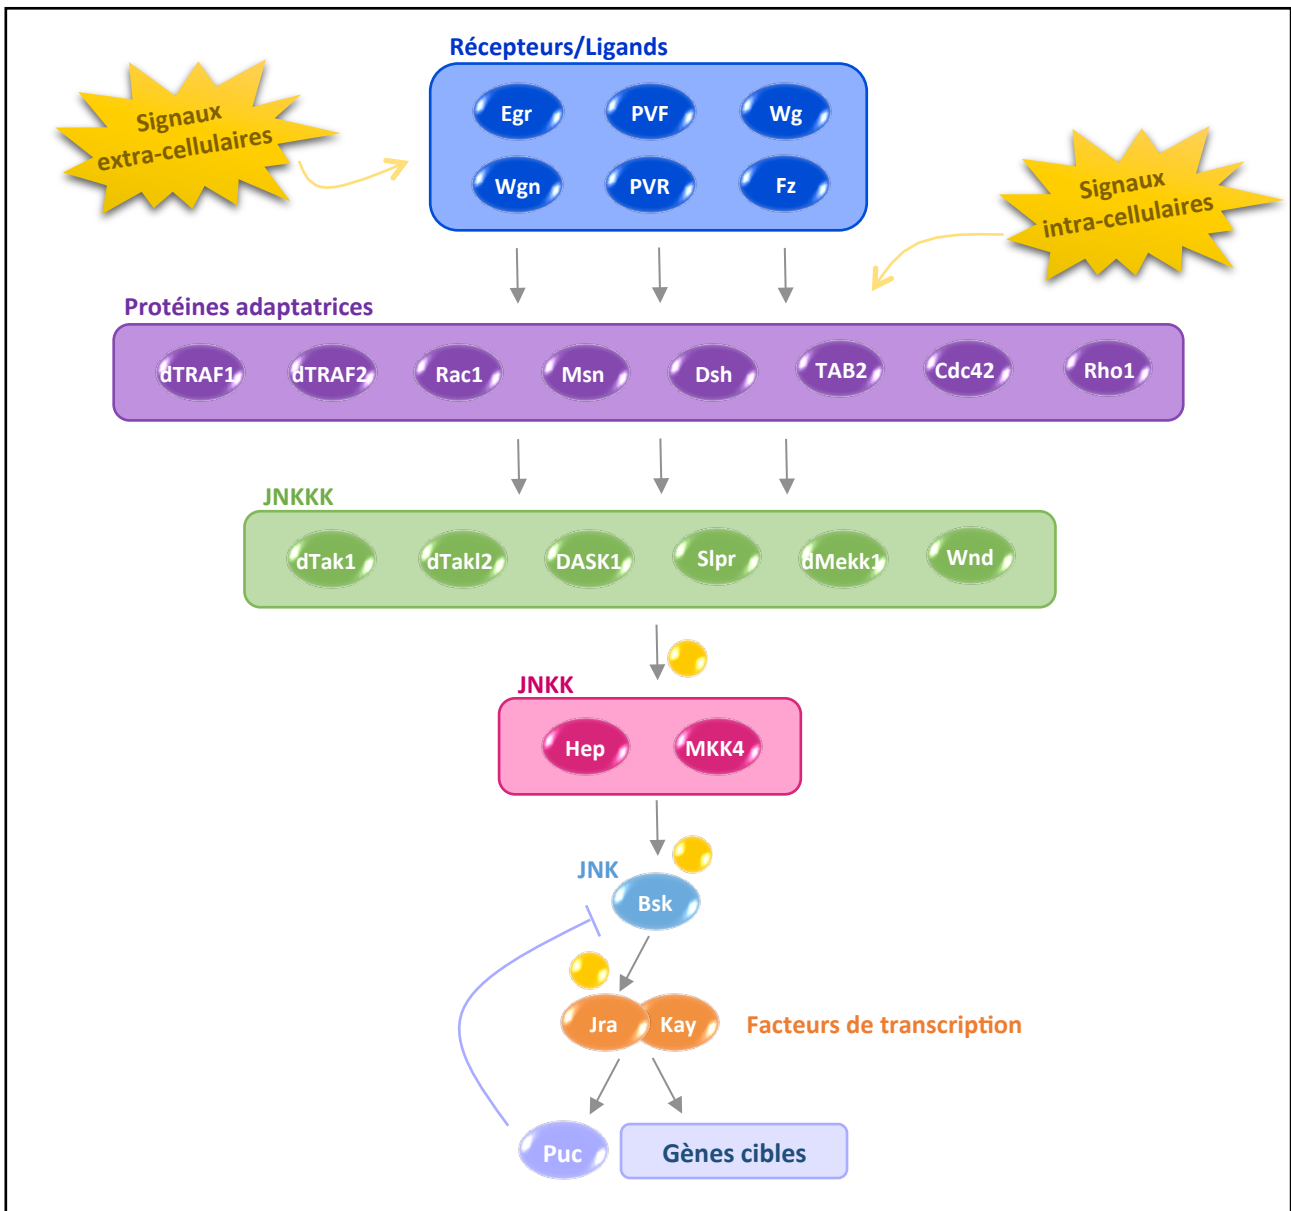 Récepteurs/Ligands
Signaux
extra-cellulaires
Egr
PVF
Wg
Wgn
PVR
Fz
Signaux
intra-cellulaires
Protéines adaptatrices
dTRAF1
dTRAF2
Rac1
Msn
Dsh
TAB2
Cdc42
Rho1
JNKKK
dTak1
dTakl2
DASK1
Slpr
dMekk1
Wnd
JNKK
Hep
MKK4
JNK
Bsk
Jra
Kay
Facteurs de transcription
Puc
Gènes cibles